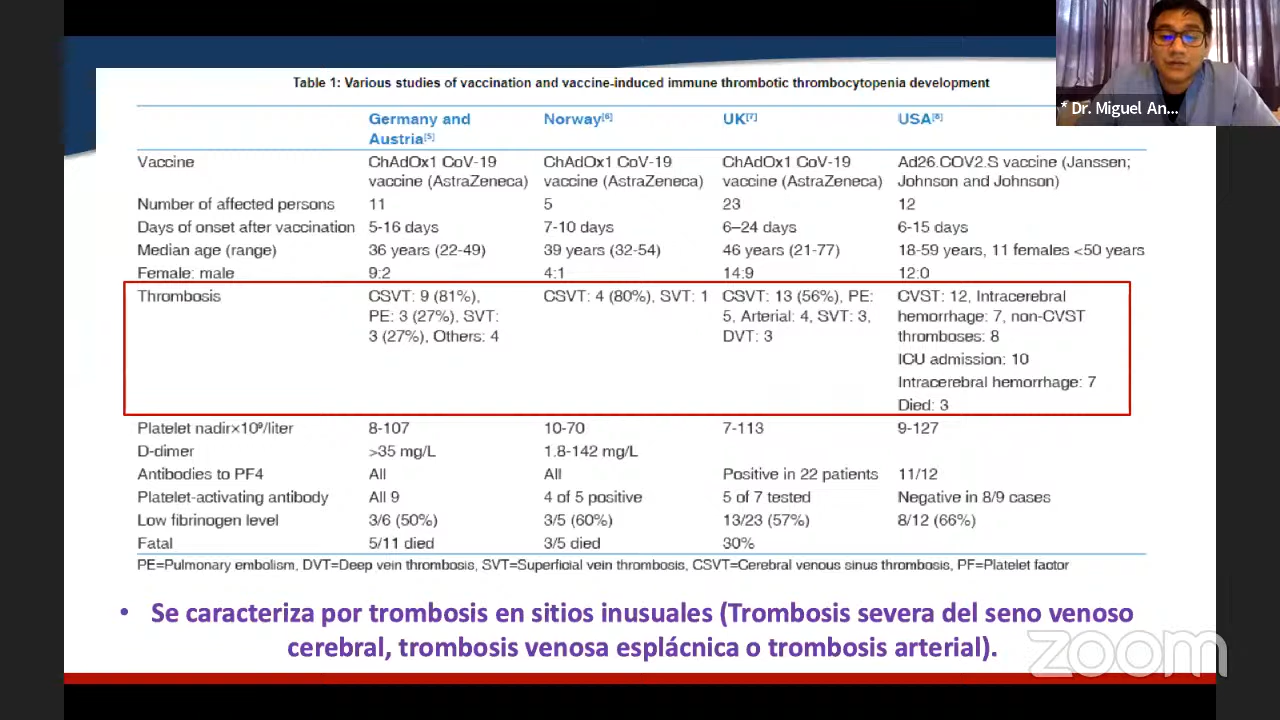 Table 1: Various studies of vaccination and vaccine-induced immune thrombotic thrombocytopenia development
* Dr. Miguel An...
Germany and Austria[5] Norway[6] UK[7] USA[8]
Vaccine ChAdOx1 CoV-19 vaccine (AstraZeneca) ChAdOx1 CoV-19 vaccine (AstraZeneca) ChAdOx1 CoV-19 vaccine (AstraZeneca) Ad26.COV2.S vaccine (Janssen; Johnson and Johnson)
Number of affected persons 11 5 23 12
Days of onset after vaccination 5-16 days 7-10 days 6–24 days 6-15 days
Median age (range) 36 years (22-49) 39 years (32-54) 46 years (21-77) 18-59 years, 11 females <50 years
Female: male 9:2 4:1 14:9 12:0
Thrombosis CSVT: 9 (81%), PE: 3 (27%), SVT: 3 (27%), Others: 4 CSVT: 4 (80%), SVT: 1 CSVT: 13 (56%), PE: 5, Arterial: 4, SVT: 3, DVT: 3 CVST: 12, Intracerebral hemorrhage: 7, non-CVST thromboses: 8
ICU admission: 10
Intracerebral hemorrhage: 7
Died: 3
Platelet nadir×10⁹/liter 8-107 10-70 7-113 9-127
D-dimer >35 mg/L 1.8-142 mg/L
Antibodies to PF4 All All Positive in 22 patients 11/12
Platelet-activating antibody All 9 4 of 5 positive 5 of 7 tested Negative in 8/9 cases
Low fibrinogen level 3/6 (50%) 3/5 (60%) 13/23 (57%) 8/12 (66%)
Fatal 5/11 died 3/5 died 30%
PE=Pulmonary embolism, DVT=Deep vein thrombosis, SVT=Superficial vein thrombosis, CSVT=Cerebral venous sinus thrombosis, PF=Platelet factor
• Se caracteriza por trombosis en sitios inusuales (Trombosis severa del seno venoso
cerebral, trombosis venosa esplácnica o trombosis arterial).
zoom